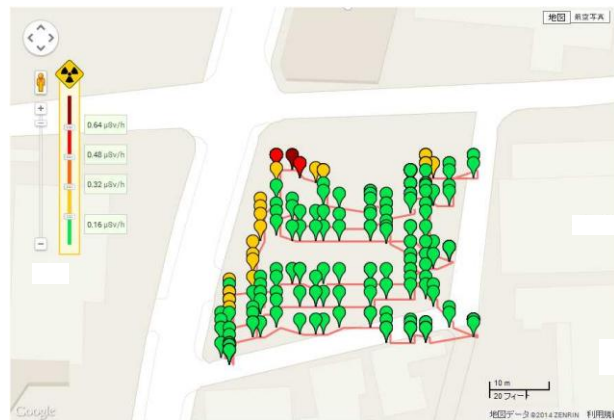 地図 航空写真
0.64 µSv/h
0.48 µSv/h
0.32 µSv/h
0.16 µSv/h
10 m
20 フィート
Google
地図データ ©2014 ZENRIN 利用規